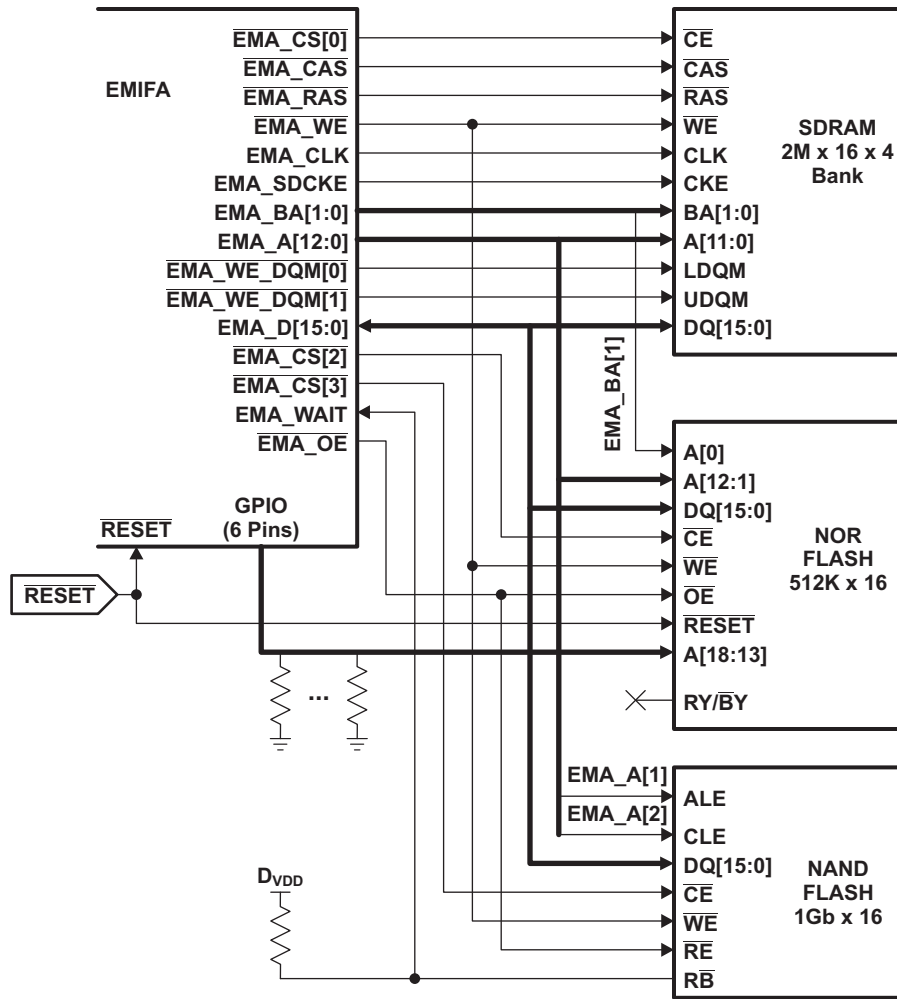 EMIFA
EMA_CS[0]
EMA_CAS
EMA_RAS
EMA_WE
EMA_CLK
EMA_SDCKE
EMA_BA[1:0]
EMA_A[12:0]
EMA_WE_DQM[0]
EMA_WE_DQM[1]
EMA_D[15:0]
EMA_CS[2]
EMA_CS[3]
EMA_WAIT
EMA_OE
GPIO
(6 Pins)
RESET
RESET
...
EMA_BA[1]
CE
CAS
RAS
WE
CLK
CKE
BA[1:0]
A[11:0]
LDQM
UDQM
DQ[15:0]
SDRAM
2M x 16 x 4
Bank
A[0]
A[12:1]
DQ[15:0]
CE
WE
OE
RESET
A[18:13]
RY/BY
NOR
FLASH
512K x 16
EMA_A[1]
EMA_A[2]
ALE
CLE
DQ[15:0]
CE
WE
RE
RB
NAND
FLASH
1Gb x 16
DVDD